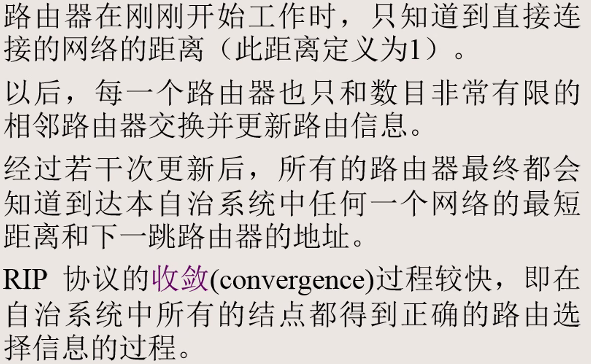 路由器在刚刚开始工作时，只知道到直接连
接的网络的距离（此距离定义为1）。
以后，每一个路由器也只和数目非常有限的
相邻路由器交换并更新路由信息。
经过若干次更新后，所有的路由器最终都会
知道到达本自治系统中任何一个网络的最短
距离和下一跳路由器的地址。
RIP 协议的收敛(convergence)过程较快，即在
自治系统中所有的结点都得到正确的路由选
择信息的过程。